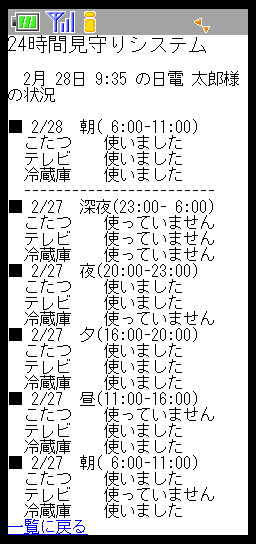 24時間見守りシステム
2月 28日 9:35 の日電 太郎様
の状況
■ 2/28 朝( 6:00-11:00)
こたつ 使いました
テレビ 使いました
冷蔵庫 使いました
------------------------
■ 2/27 深夜(23:00- 6:00)
こたつ 使っていません
テレビ 使っていません
冷蔵庫 使っていません
■ 2/27 夜(20:00-23:00)
こたつ 使いました
テレビ 使いました
冷蔵庫 使っていません
■ 2/27 夕(16:00-20:00)
こたつ 使いました
テレビ 使いました
冷蔵庫 使いました
■ 2/27 昼(11:00-16:00)
こたつ 使っていません
テレビ 使いました
冷蔵庫 使いました
■ 2/27 朝( 6:00-11:00)
こたつ 使いました
テレビ 使っていません
冷蔵庫 使いました
一覧に戻る